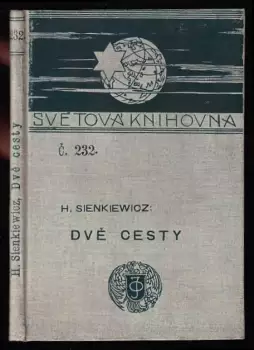 232.
H. Sienkiewicz, Dvě cesty
SVĚTOVÁ KNIHOVNA
Č. 232.
H. SIENKIEWICZ:
DVĚ CESTY